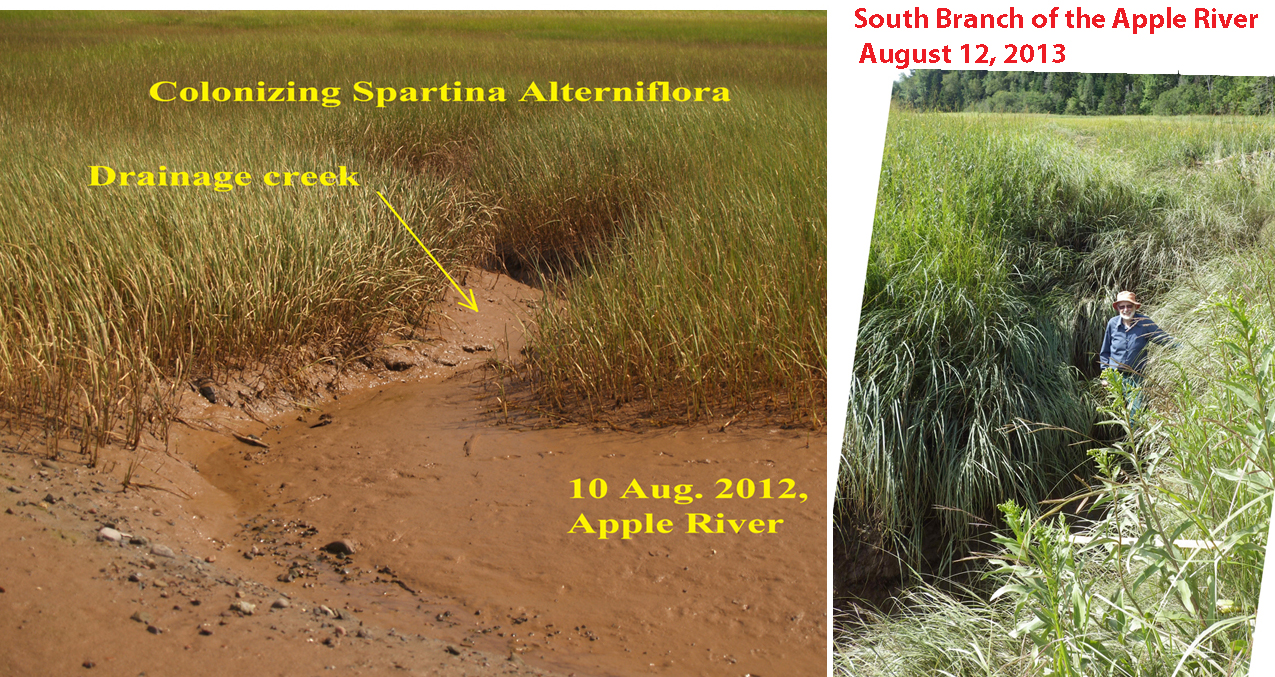 Colonizing Spartina Alterniflora
Drainage creek
10 Aug. 2012,
Apple River
South Branch of the Apple River
August 12, 2013